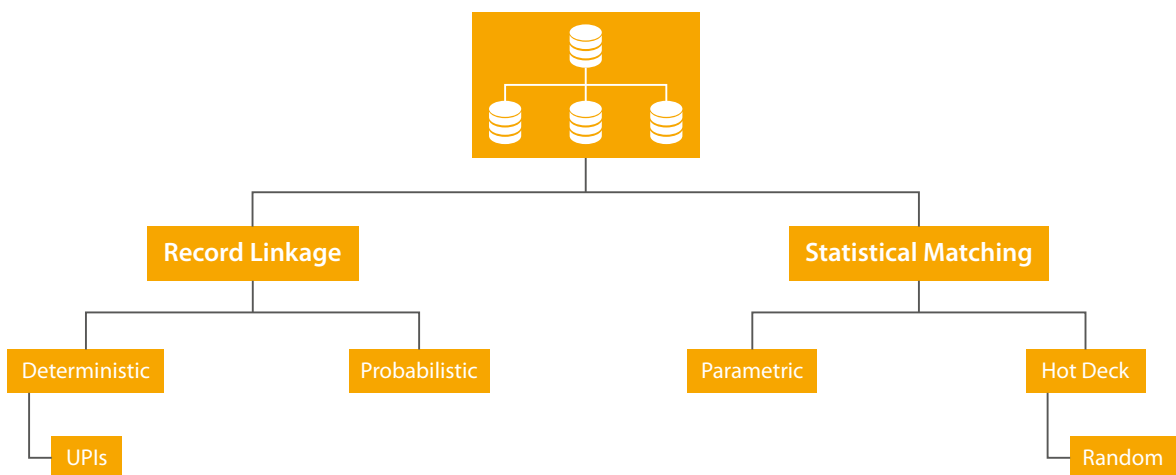 Record Linkage
Statistical Matching
Deterministic
Probabilistic
Parametric
Hot Deck
UPIs
Random